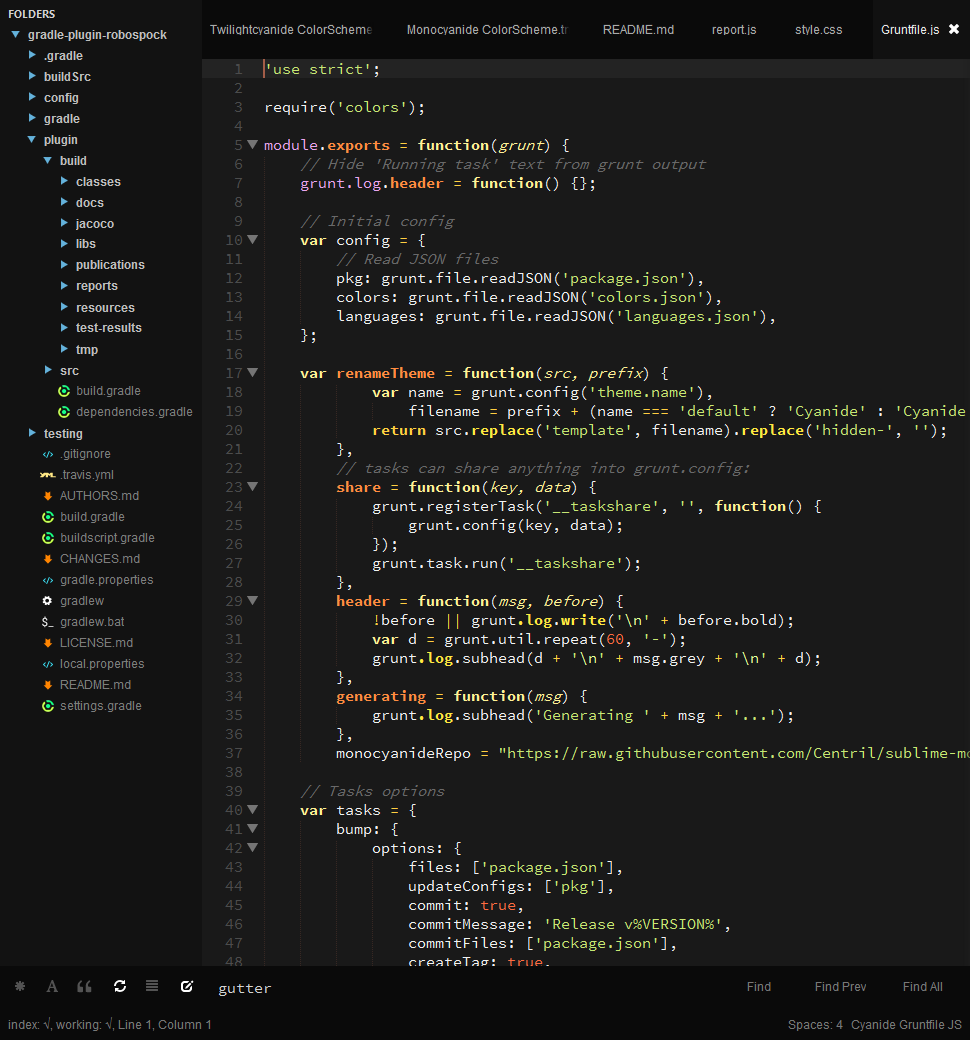 FOLDERS
gradle-plugin-robospock
.gradle
buildSrc
config
gradle
plugin
build
classes
docs
jacoco
libs
publications
reports
resources
test-results
tmp
src
build.gradle
dependencies.gradle
testing
.gitignore
.travis.yml
AUTHORS.md
build.gradle
buildscript.gradle
CHANGES.md
gradle.properties
gradlew
gradlew.bat
LICENSE.md
local.properties
README.md
settings.gradle
Twilightcyanide ColorScheme Monocyanide ColorScheme.tr README.md report.js style.css Gruntfile.js ✖
1 'use strict';
2
3 require('colors');
4
5 module.exports = function(grunt) {
6 // Hide 'Running task' text from grunt output
7 grunt.log.header = function() {};
8
9 // Initial config
10 var config = {
11 // Read JSON files
12 pkg: grunt.file.readJSON('package.json'),
13 colors: grunt.file.readJSON('colors.json'),
14 languages: grunt.file.readJSON('languages.json'),
15 };
16
17 var renameTheme = function(src, prefix) {
18 var name = grunt.config('theme.name'),
19 filename = prefix + (name === 'default' ? 'Cyanide' : 'Cyanide
20 return src.replace('template', filename).replace('hidden-', '');
21 },
22 // tasks can share anything into grunt.config:
23 share = function(key, data) {
24 grunt.registerTask('__taskshare', '', function() {
25 grunt.config(key, data);
26 });
27 grunt.task.run('__taskshare');
28 },
29 header = function(msg, before) {
30 !before || grunt.log.write('\n' + before.bold);
31 var d = grunt.util.repeat(60, '-');
32 grunt.log.subhead(d + '\n' + msg.grey + '\n' + d);
33 },
34 generating = function(msg) {
35 grunt.log.subhead('Generating ' + msg + '...');
36 },
37 monocyanideRepo = "https://raw.githubusercontent.com/Centril/sublime-mo
38
39 // Tasks options
40 var tasks = {
41 bump: {
42 options: {
43 files: ['package.json'],
44 updateConfigs: ['pkg'],
45 commit: true,
46 commitMessage: 'Release v%VERSION%',
47 commitFiles: ['package.json'],
48 createTag: true,
gutter Find Find Prev Find All
index: √, working: √, Line 1, Column 1 Spaces: 4 Cyanide Gruntfile JS